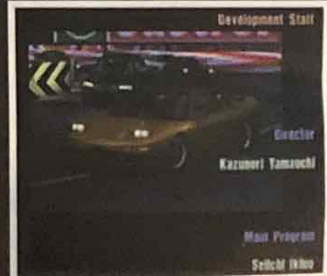 Development Staff
Director
Kazunori Yamauchi
Main Program
Seiichi Ikiuo